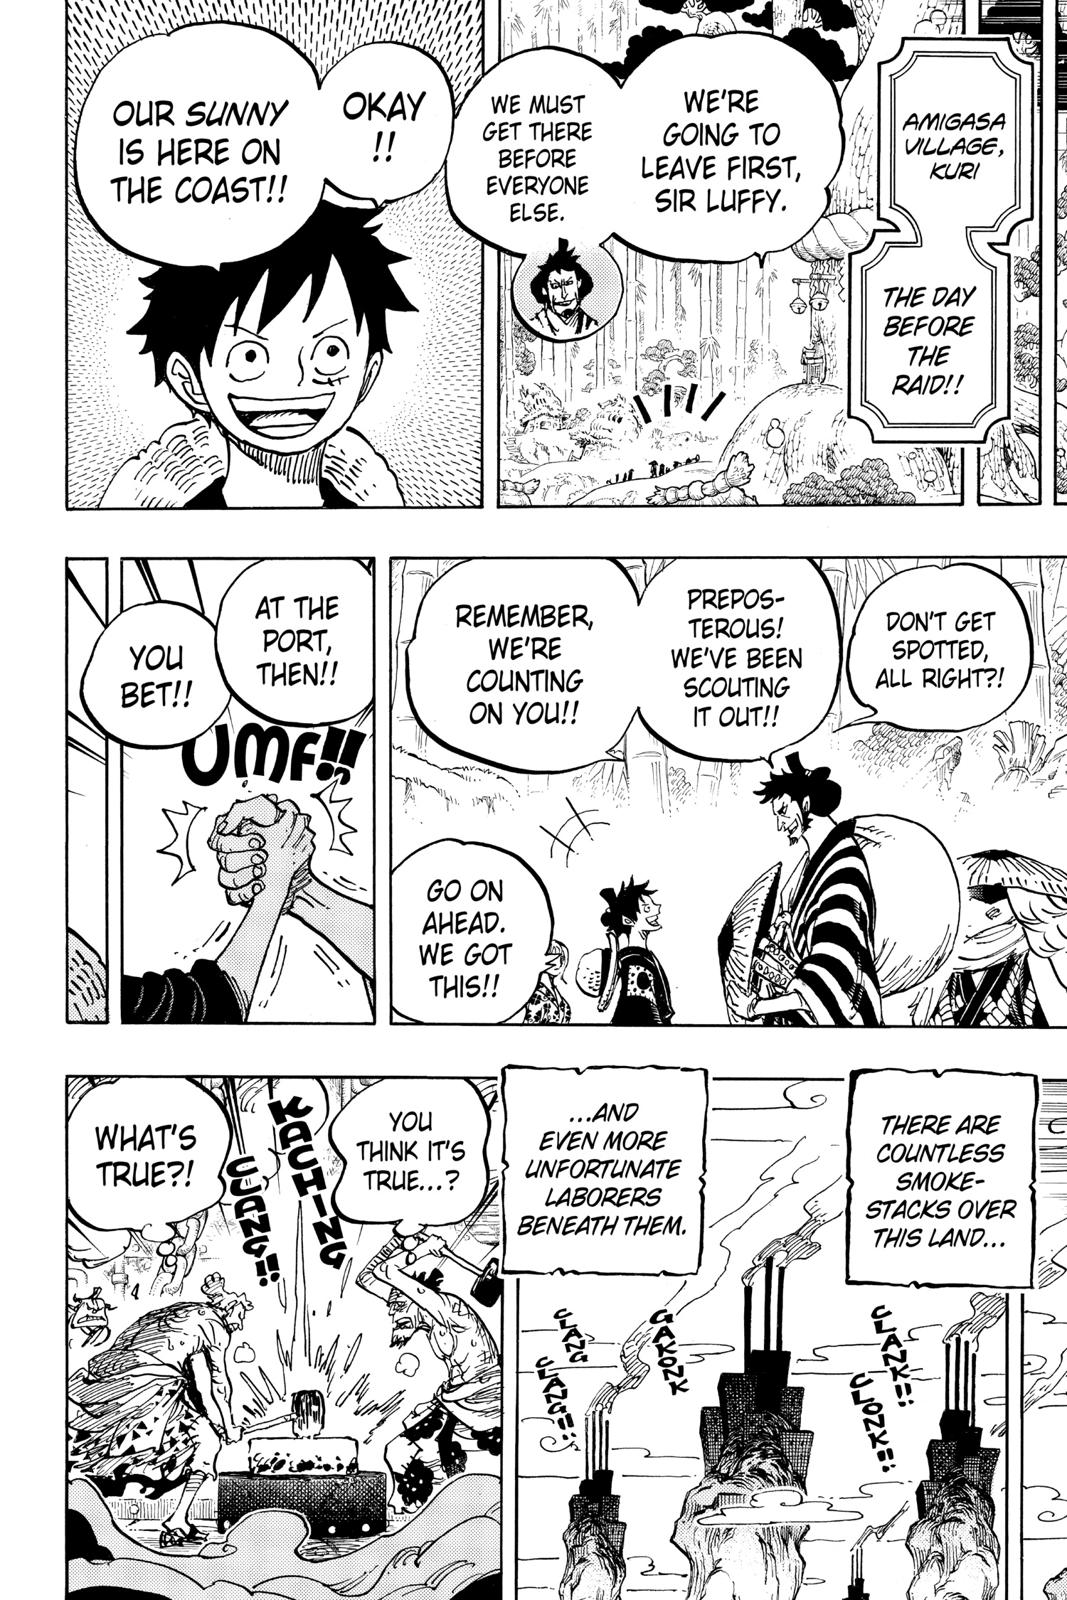 AMIGASA
VILLAGE,
KURI
THE DAY
BEFORE
THE
RAID!!
WE'RE
GOING TO
LEAVE FIRST,
SIR LUFFY.
WE MUST
GET THERE
BEFORE
EVERYONE
ELSE.
OKAY
!!
OUR SUNNY
IS HERE ON
THE COAST!!
DON'T GET
SPOTTED,
ALL RIGHT?!
PREPOS-
TEROUS!
WE'VE BEEN
SCOUTING
IT OUT!!
REMEMBER,
WE'RE
COUNTING
ON YOU!!
GO ON
AHEAD.
WE GOT
THIS!!
AT THE
PORT,
THEN!!
YOU
BET!!
UMF!!
THERE ARE
COUNTLESS
SMOKE-
STACKS OVER
THIS LAND...
...AND
EVEN MORE
UNFORTUNATE
LABORERS
BENEATH THEM.
CLANK!!
CLONK!!
GAKONK
CLANG
CLANG!!
YOU
THINK IT'S
TRUE...?
KACHING
CLANG!!
WHAT'S
TRUE?!